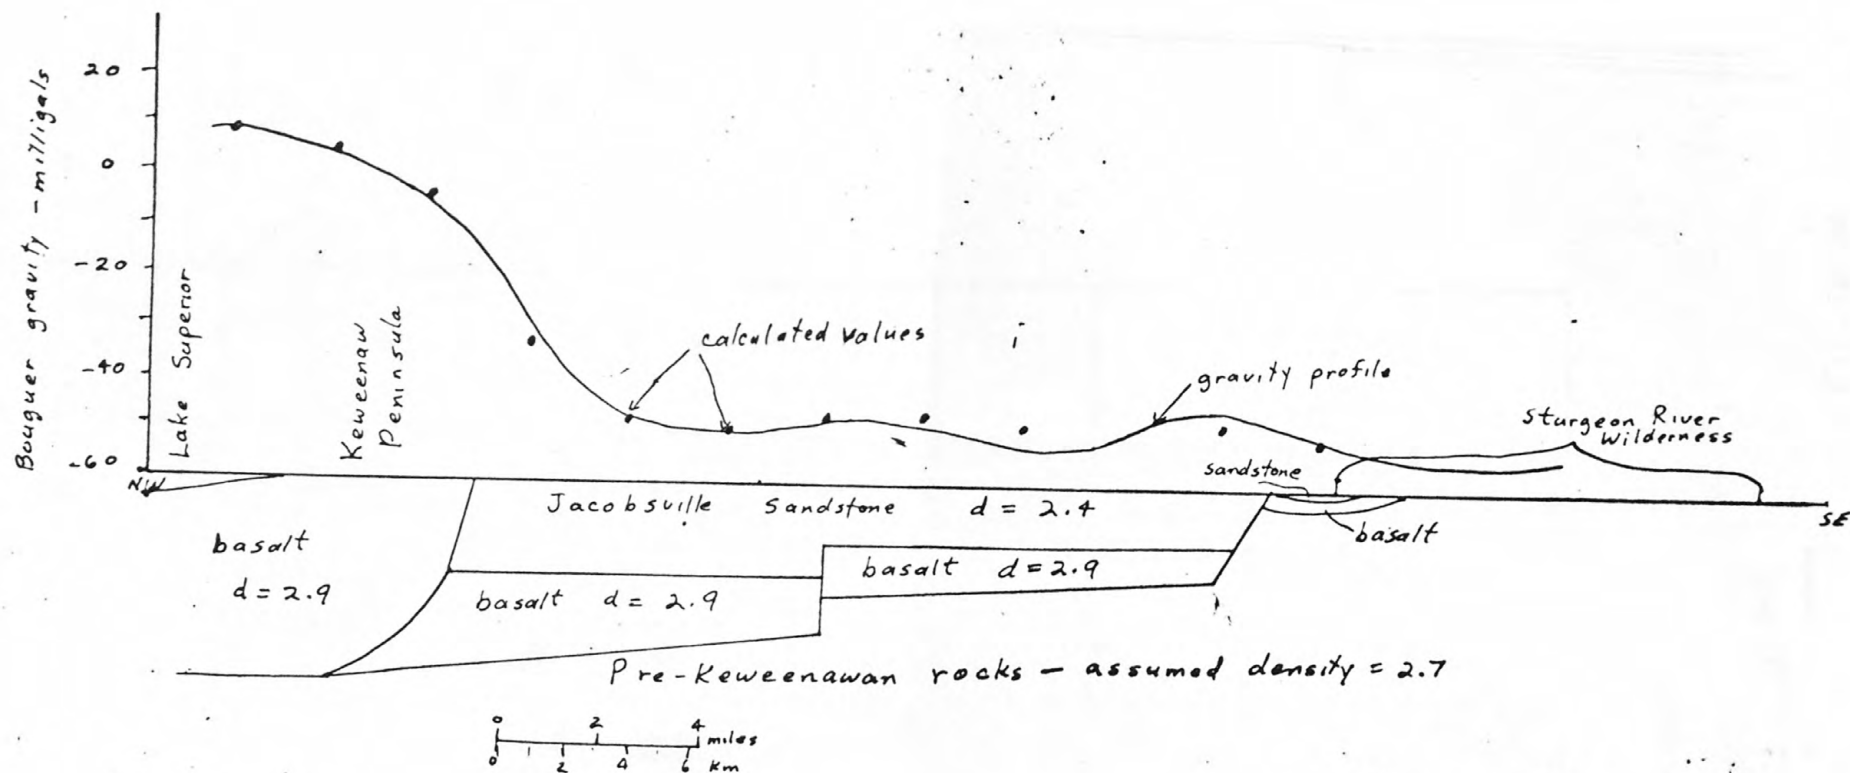 Bouguer gravity - milligals
20
0
-20
-40
-60
Lake Superior
Keweenaw
Peninsula
calculated values
gravity profile
Sturgeon River
Wilderness
NW
SE
sandstone
basalt
Jacobsville Sandstone d = 2.4
basalt
d = 2.9
basalt d = 2.9
basalt d = 2.9
Pre-Keweenawan rocks - assumed density = 2.7
0 2 4 miles
0 2 4 6 km